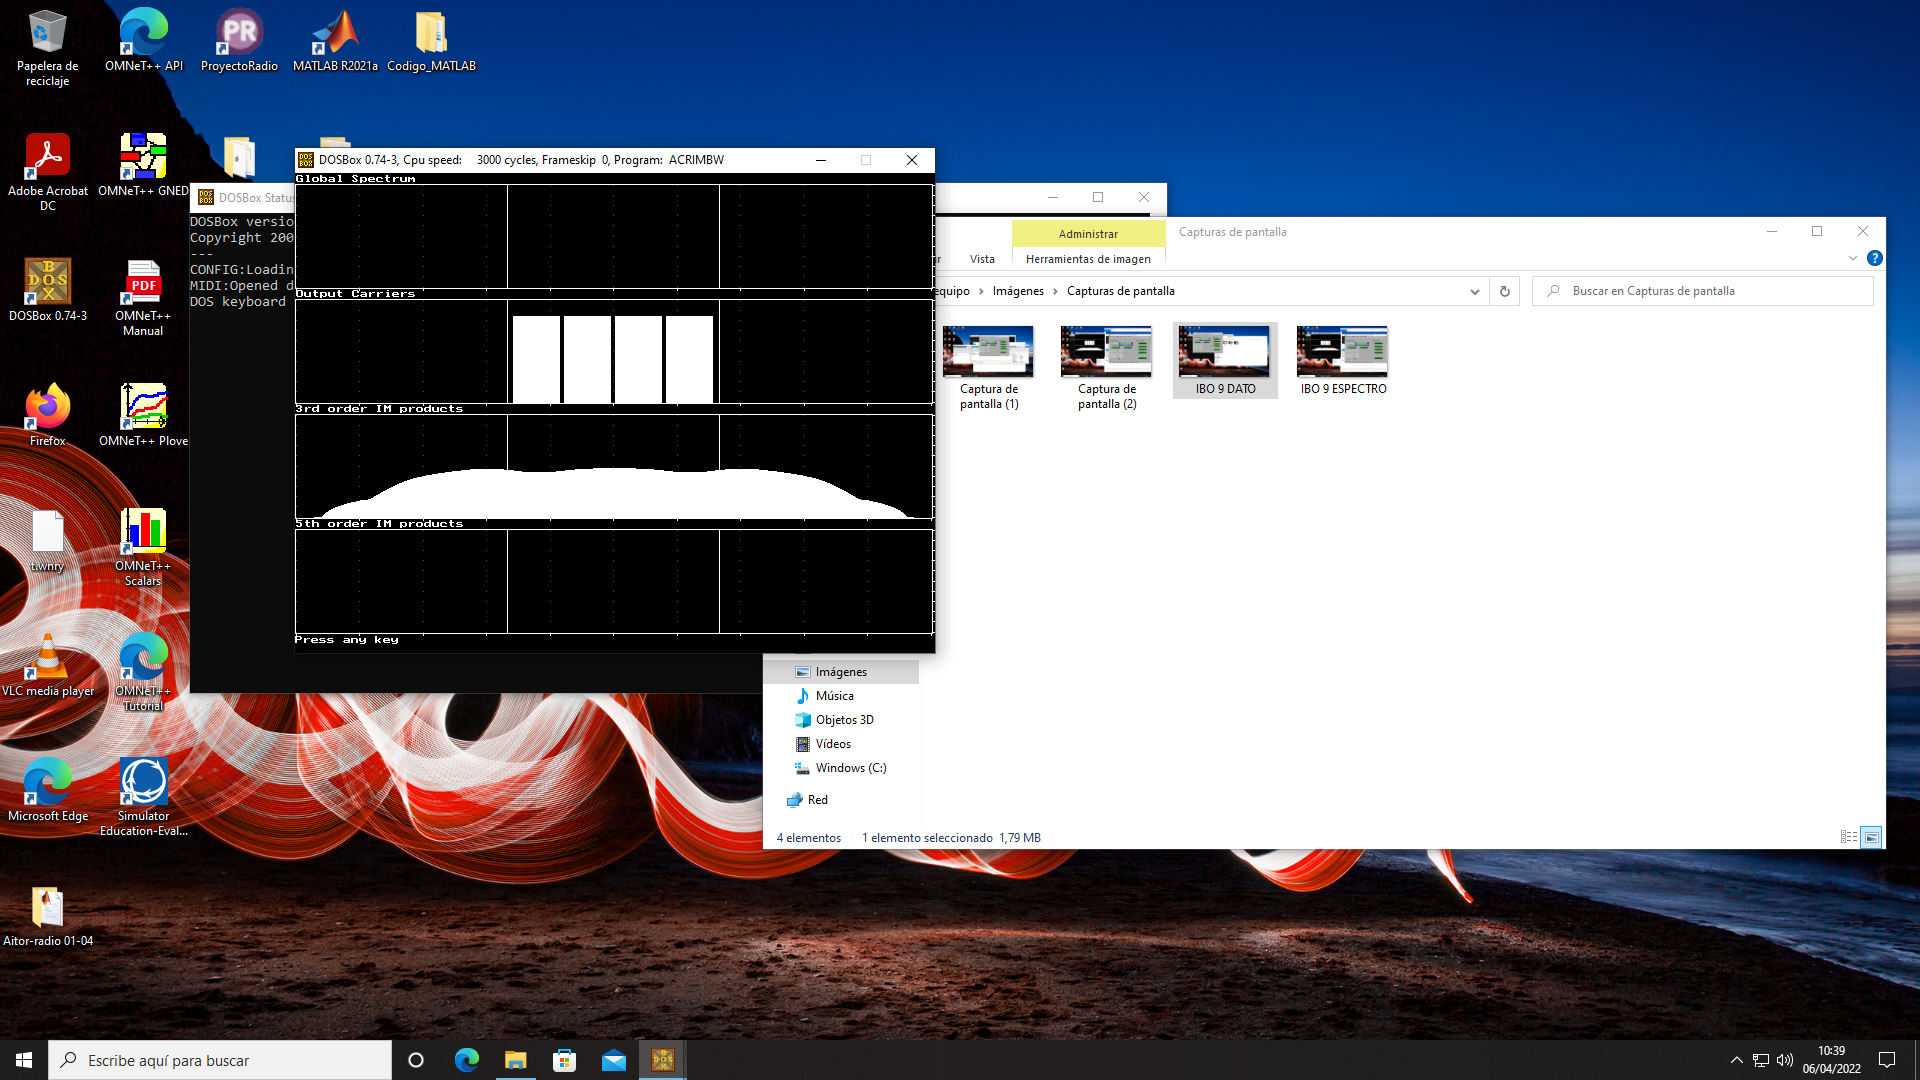 Papelera de
reciclaje
OMNeT++ API
ProyectoRadio
MATLAB R2021a
Codigo_MATLAB
Adobe Acrobat
DC
OMNeT++ GNED
DOSBox 0.74-3
OMNeT++
Manual
Firefox
OMNeT++ Plove
t.wnry
OMNeT++
Scalars
VLC media player
OMNeT++
Tutorial
Microsoft Edge
Simulator
Education-Eval...
Aitor-radio 01-04
DOSBox Status
DOSBox versio
Copyright 200
---
CONFIG:Loadin
MIDI:Opened d
DOS keyboard
DOSBox 0.74-3, Cpu speed: 3000 cycles, Frameskip 0, Program: ACRIMBW
Global Spectrum
Output Carriers
3rd order IM products
5th order IM products
Press any key
Administrar
Capturas de pantalla
r
Vista
Herramientas de imagen
equipo > Imágenes > Capturas de pantalla
Buscar en Capturas de pantalla
Captura de
pantalla (1)
Captura de
pantalla (2)
IBO 9 DATO
IBO 9 ESPECTRO
Imágenes
Música
Objetos 3D
Vídeos
Windows (C:)
Red
4 elementos
1 elemento seleccionado 1,79 MB
Escribe aquí para buscar
10:39
06/04/2022